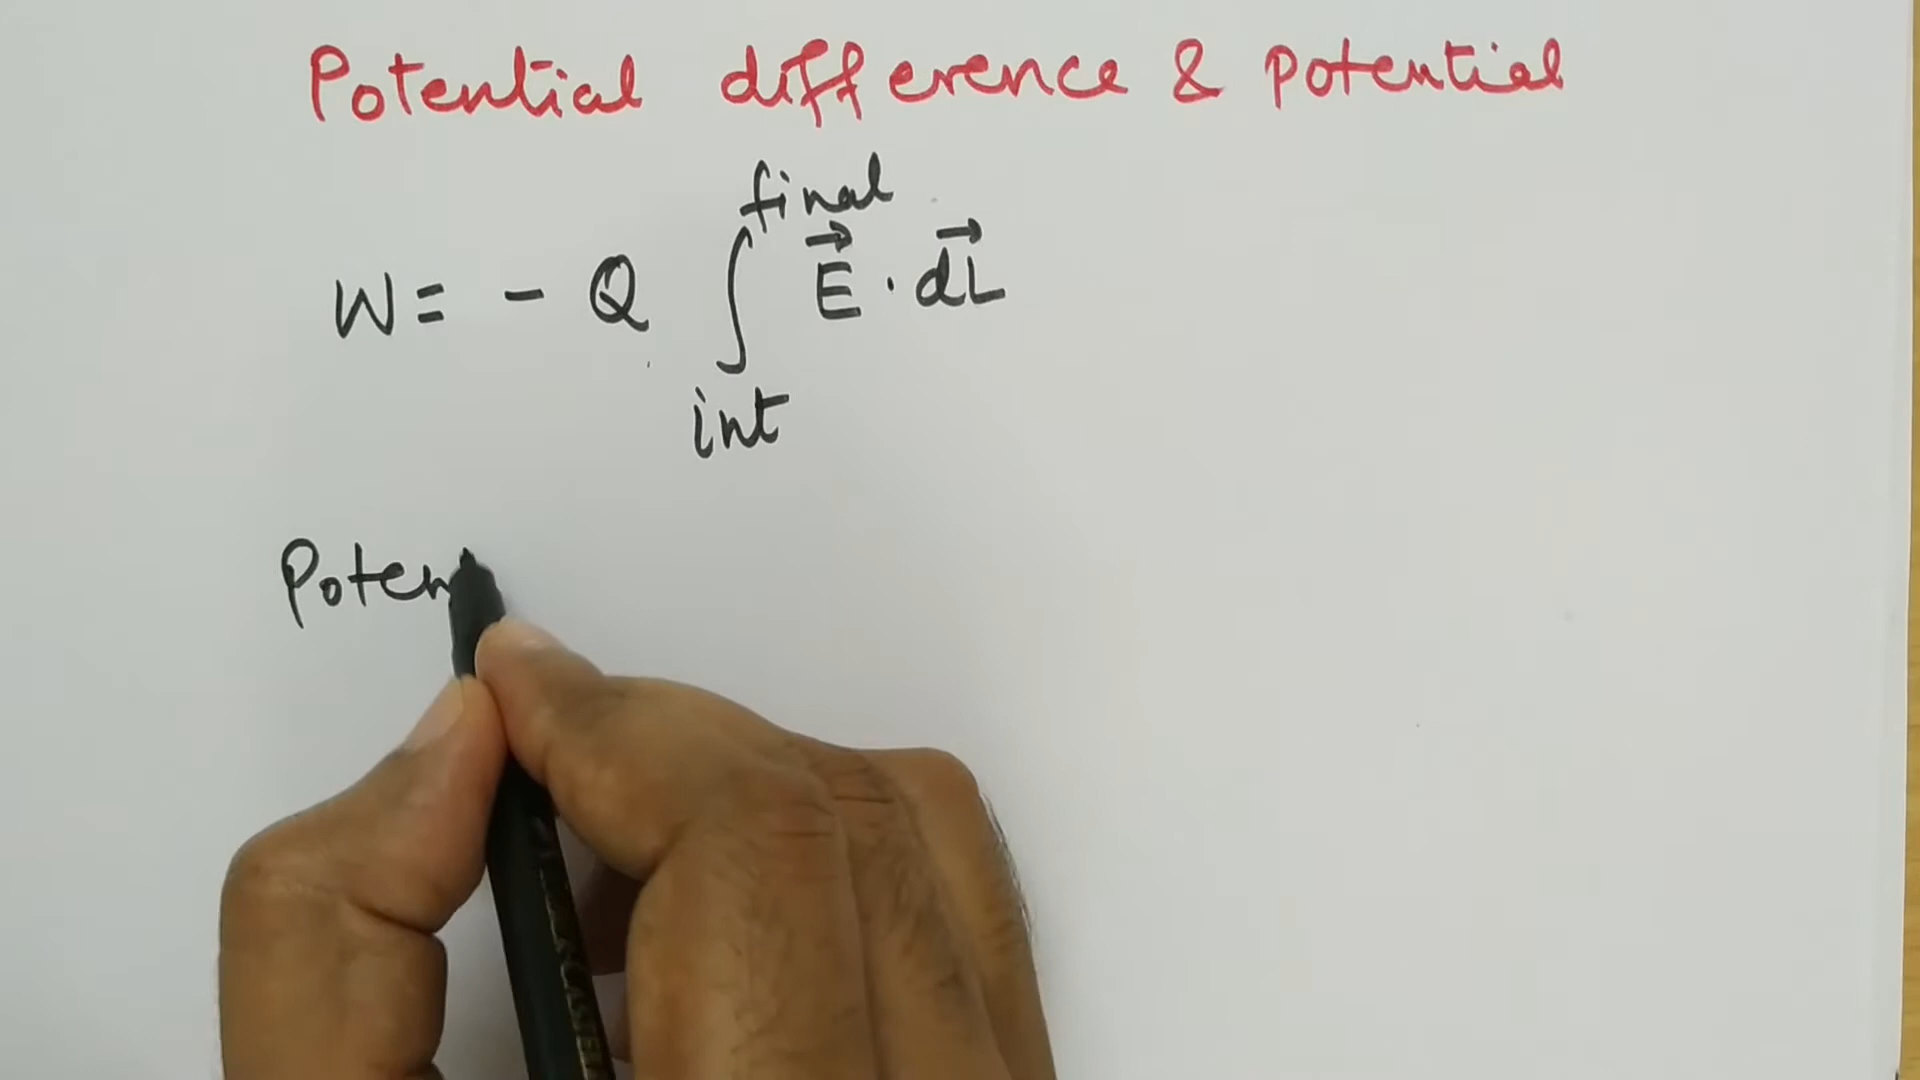 Potential difference & potential
final
W = - Q ∫ E⃗ . dL⃗
int
Poten